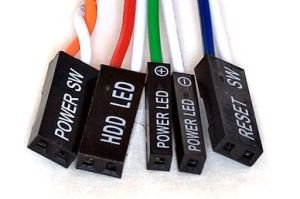 POWER SW
HDD LED
POWER LED ⊕
POWER LED ⊖
RESET SW